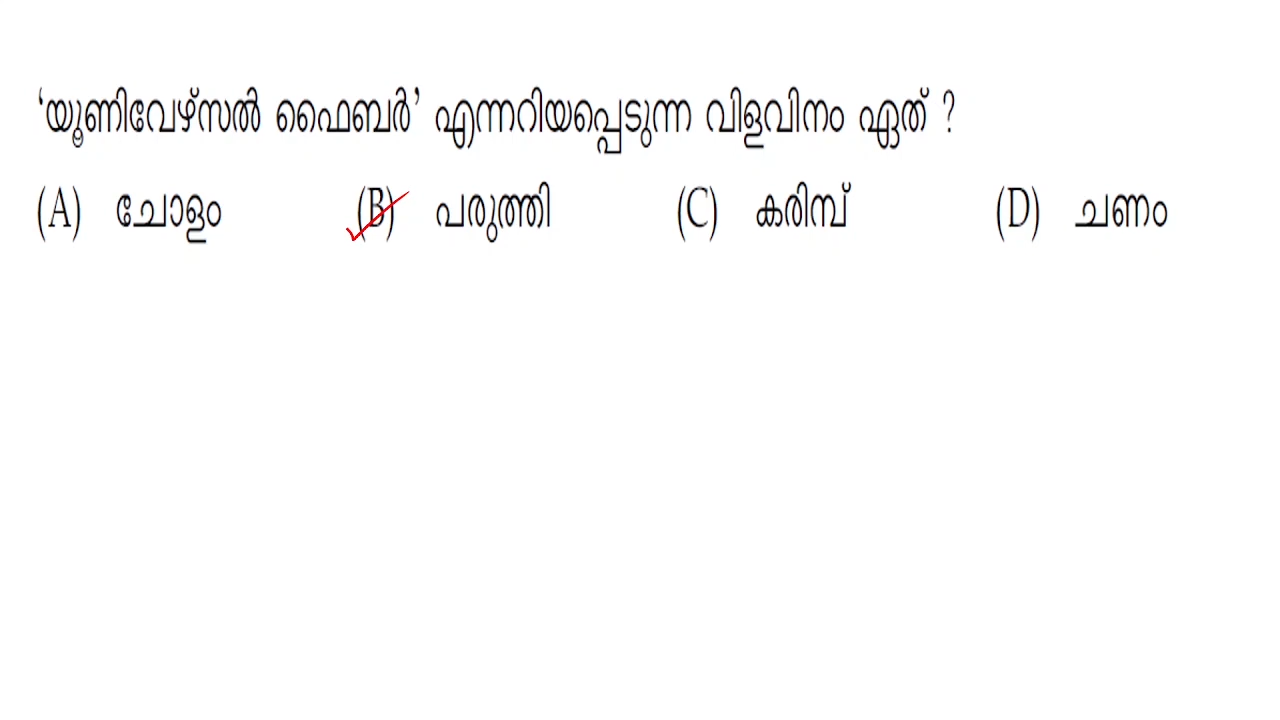 ‘യൂണിവേഴ്സൽ ഫൈബർ’ എന്നറിയപ്പെടുന്ന വിളവിനം ഏത് ?
(A) ചോളം (B) പരുത്തി (C) കരിമ്പ് (D) ചണം